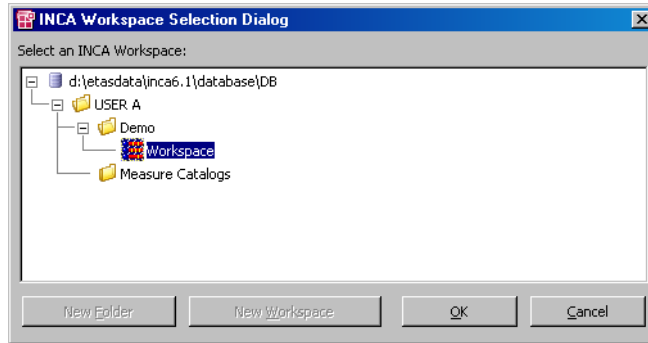 INCA Workspace Selection Dialog
Select an INCA Workspace:
d:\etasdata\inca6.1\database\DB
USER A
Demo
Workspace
Measure Catalogs
New Folder New Workspace OK Cancel